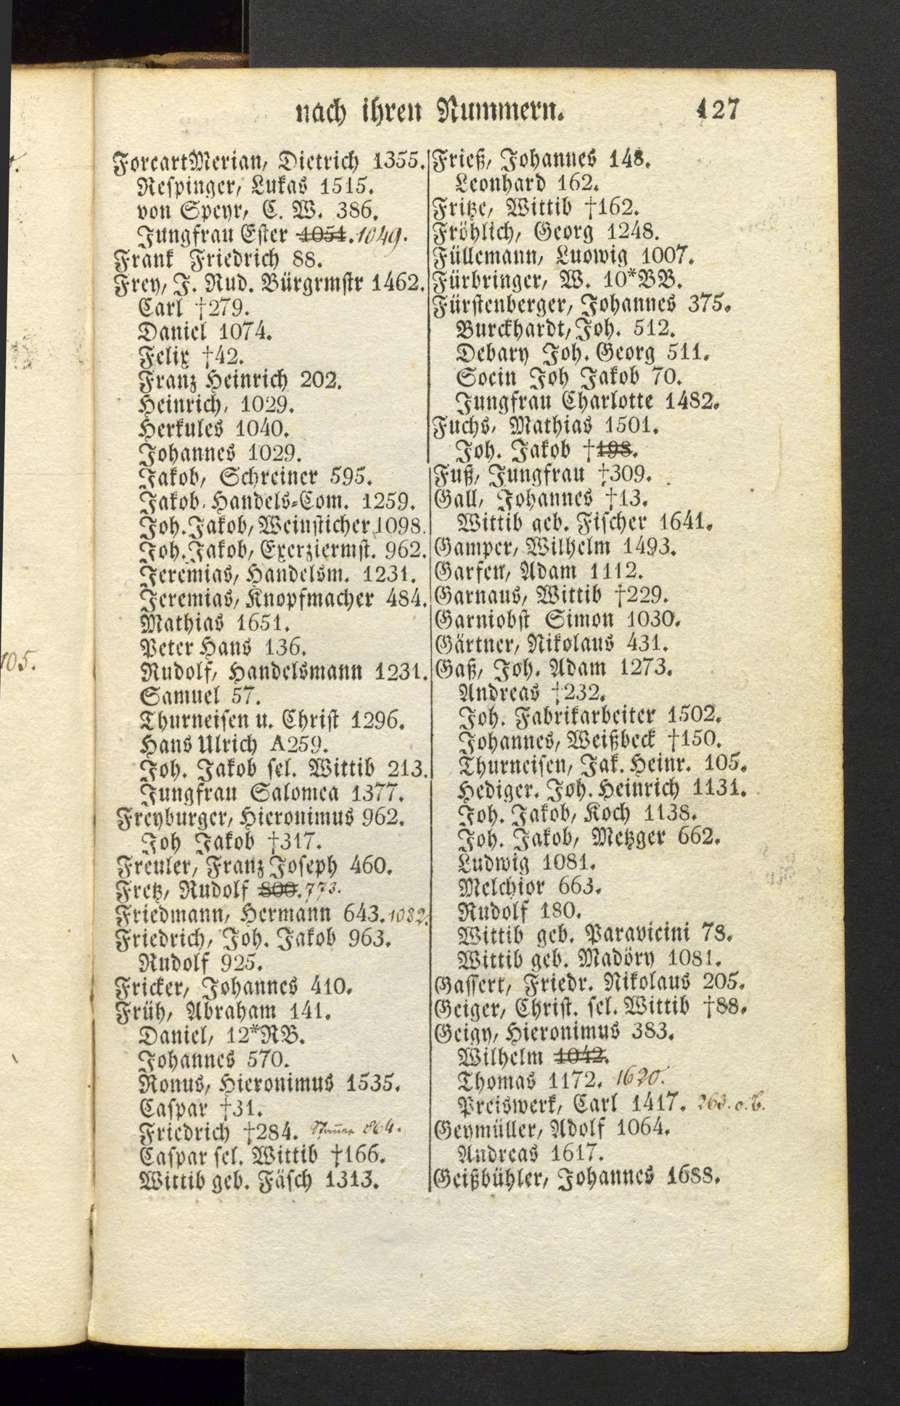 nach ihren Nummern. 427
ForcartMerian, Dietrich 1355.
Respinger, Lukas 1515.
von Speyr, C. W. 386.
Jungfrau Ester 1051. 1049.
Frank Friedrich 88.
Frey, J. Rud. Bürgrmstr 1462.
Carl †279.
Daniel 1074.
Felix †42.
Franz Heinrich 202.
Heinrich, 1029.
Herkules 1040.
Johannes 1029.
Jakob, Schreiner 595.
Jakob, Handels-Com. 1259.
Joh. Jakob, Weinsticher 1098.
Joh. Jakob, Exerziermst. 962.
Jeremias, Handelsm. 1231.
Jeremias, Knopfmacher 484.
Mathias 1651.
Peter Hans 136.
Rudolf, Handelsmann 1231.
Samuel 57.
Thurneisen u. Christ 1296.
Hans Ulrich A259.
Joh. Jakob sel. Wittib 213.
Jungfrau Salomea 1377.
Freyburger, Hieronimus 962.
Joh Jakob †317.
Freuler, Franz Joseph 460.
Fretz, Rudolf 800. 773.
Friedmann, Hermann 643. 1082.
Friedrich, Joh. Jakob 963.
Rudolf 925.
Fricker, Johannes 410.
Früh, Abraham 141.
Daniel, 12*RB.
Johannes 570.
Ronus, Hieronimus 1535.
Caspar †31.
Friedrich †284.
Caspar sel. Wittib †166.
Wittib geb. Fäsch 1313.
Frieß, Johannes 148.
Leonhard 162.
Fritze, Wittib †162.
Fröhlich, Georg 1248.
Füllemann, Ludwig 1007.
Fürbringer, W. 10*BB.
Fürstenberger, Johannes 375.
Burckhardt, Joh. 512.
Debary Joh. Georg 511.
Socin Joh Jakob 70.
Jungfrau Charlotte 1482.
Fuchs, Mathias 1501.
Joh. Jakob †198.
Fuß, Jungfrau †309.
Gall, Johannes †13.
Wittib geb. Fischer 1641.
Gamper, Wilhelm 1493.
Garfen, Adam 1112.
Garnaus, Wittib †229.
Garniobst Simon 1030.
Gärtner, Nikolaus 431.
Gaß, Joh. Adam 1273.
Andreas †232.
Joh. Fabrikarbeiter 1502.
Johannes, Weißbeck †150.
Thurneisen, Jak. Heinr. 105.
Hediger. Joh. Heinrich 1131.
Joh. Jakob, Koch 1138.
Joh. Jakob, Metzger 662.
Ludwig 1081.
Melchior 663.
Rudolf 180.
Wittib geb. Paravicini 78.
Wittib geb. Madöry 1081.
Gassert, Friedr. Nikolaus 205.
Geiger, Christ. sel. Wittib †88.
Geigy, Hieronimus 383.
Wilhelm 1042.
Thomas 1172. 1620.
Preiswerk, Carl 1417.
Geymüller, Adolf 1064.
Andreas 1617.
Geißbühler, Johannes 1688.
105.